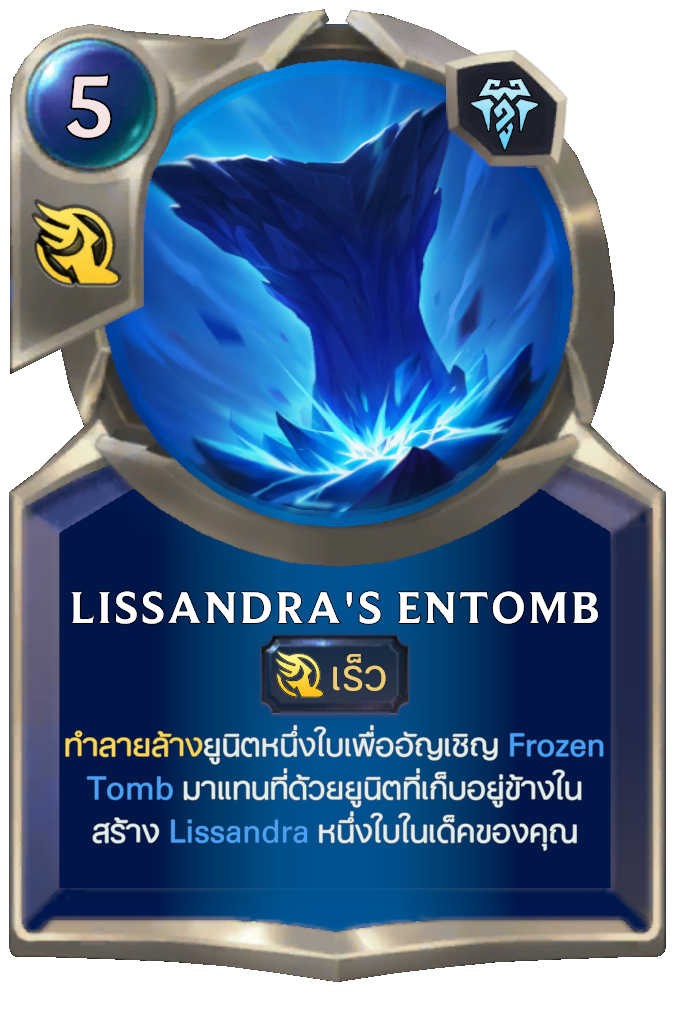 5
LISSANDRA'S ENTOMB
เร็ว
ทำลายล้างยูนิตหนึ่งใบเพื่ออัญเชิญ Frozen
Tomb มาแทนที่ด้วยยูนิตที่เก็บอยู่ข้างใน
สร้าง Lissandra หนึ่งใบในเด็คของคุณ